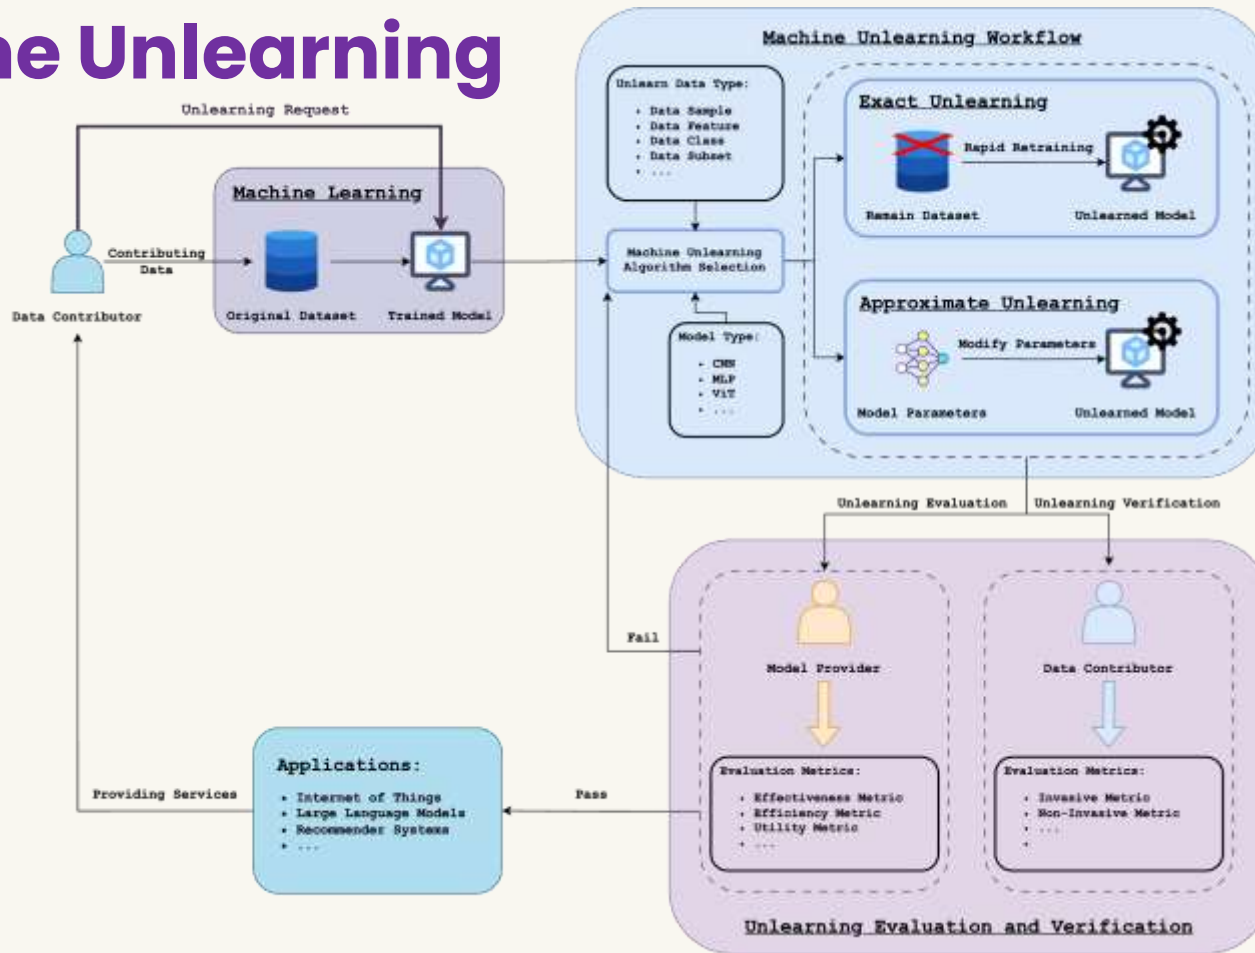 ne Unlearning
Unlearning Request
Machine Learning
Contributing
Data
Data Contributor
Original Dataset
Trained Model
Machine Unlearning Workflow
Unlearn Data Type:
• Data Sample
• Data Feature
• Data Class
• Data Subset
• ...
Machine Unlearning
Algorithm Selection
Model Type:
• CNN
• MLP
• ViT
• ...
Exact Unlearning
Rapid Retraining
Remain Dataset
Unlearned Model
Approximate Unlearning
Modify Parameters
Model Parameters
Unlearned Model
Unlearning Evaluation
Unlearning Verification
Fail
Model Provider
Evaluation Metrics:
• Effectiveness Metric
• Efficiency Metric
• Utility Metric
• ...
Data Contributor
Evaluation Metrics:
• Invasive Metric
• Non-Invasive Metric
• ...
•
Unlearning Evaluation and Verification
Pass
Applications:
• Internet of Things
• Large Language Models
• Recommender Systems
• ...
Providing Services